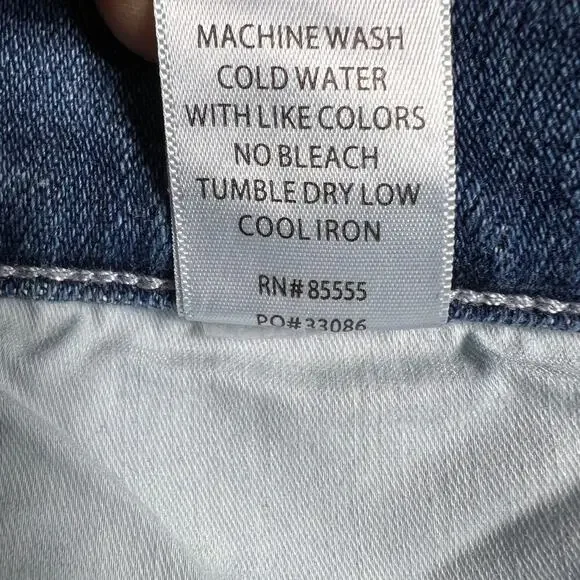 MACHINE WASH
COLD WATER
WITH LIKE COLORS
NO BLEACH
TUMBLE DRY LOW
COOL IRON
RN# 85555
PO# 33086